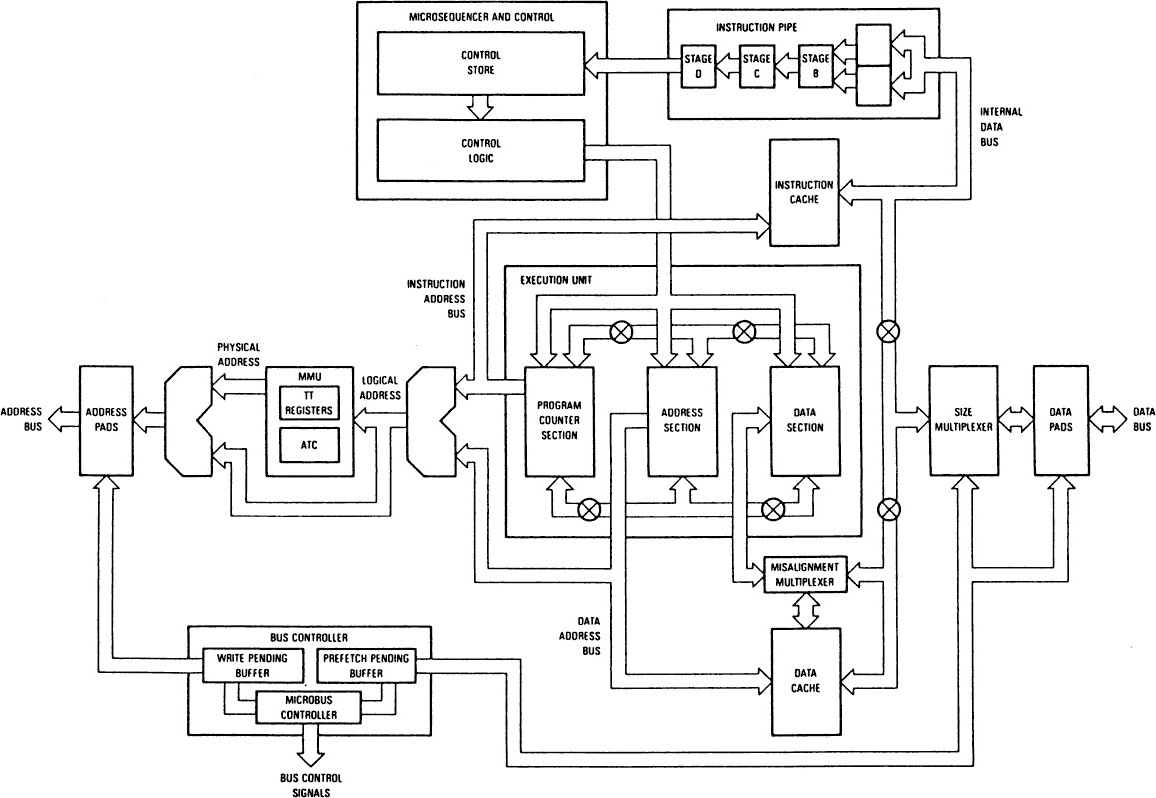 MICROSEQUENCER AND CONTROL
CONTROL
STORE
CONTROL
LOGIC
INSTRUCTION PIPE
STAGE
D
STAGE
C
STAGE
B
INTERNAL
DATA
BUS
INSTRUCTION
CACHE
INSTRUCTION
ADDRESS
BUS
EXECUTION UNIT
PHYSICAL
ADDRESS
MMU
TT
REGISTERS
ATC
LOGICAL
ADDRESS
ADDRESS
BUS
ADDRESS
PADS
PROGRAM
COUNTER
SECTION
ADDRESS
SECTION
DATA
SECTION
SIZE
MULTIPLEXER
DATA
PADS
DATA
BUS
MISALIGNMENT
MULTIPLEXER
DATA
ADDRESS
BUS
DATA
CACHE
BUS CONTROLLER
WRITE PENDING
BUFFER
PREFETCH PENDING
BUFFER
MICROBUS
CONTROLLER
BUS CONTROL
SIGNALS